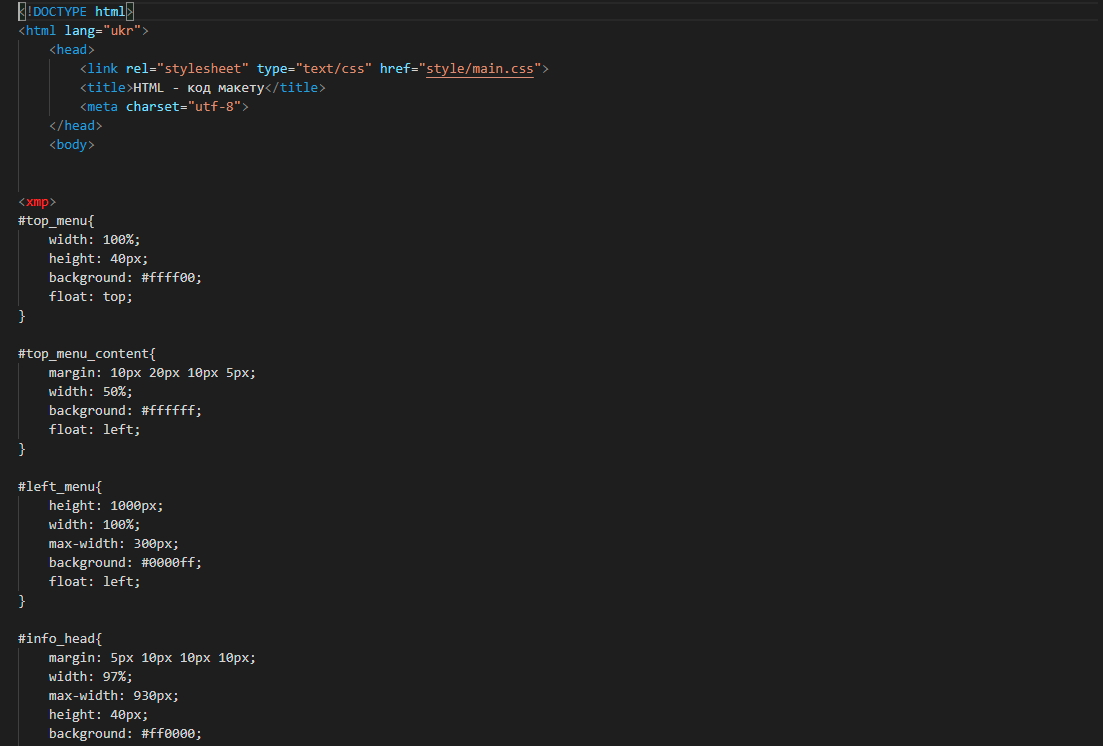 <!DOCTYPE html>
<html lang="ukr">
<head>
<link rel="stylesheet" type="text/css" href="style/main.css">
<title>HTML - код макету</title>
<meta charset="utf-8">
</head>
<body>
<xmp>
#top_menu{
width: 100%;
height: 40px;
background: #ffff00;
float: top;
}
#top_menu_content{
margin: 10px 20px 10px 5px;
width: 50%;
background: #ffffff;
float: left;
}
#left_menu{
height: 1000px;
width: 100%;
max-width: 300px;
background: #0000ff;
float: left;
}
#info_head{
margin: 5px 10px 10px 10px;
width: 97%;
max-width: 930px;
height: 40px;
background: #ff0000;